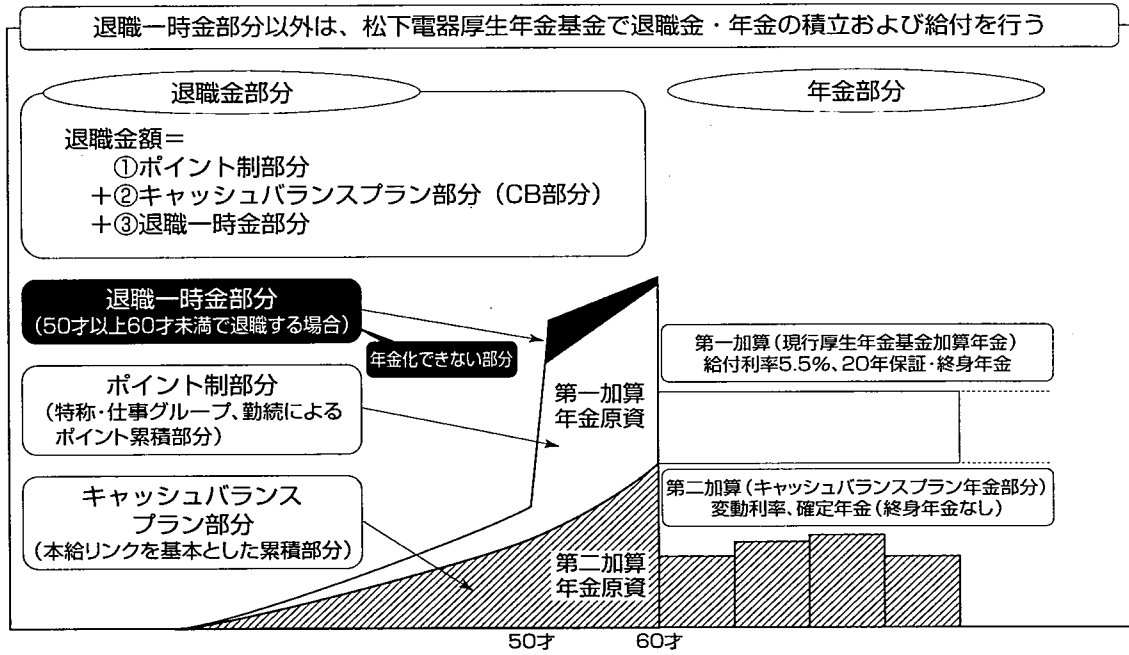 退職一時金部分以外は、松下電器厚生年金基金で退職金・年金の積立および給付を行う
退職金部分
年金部分
退職金額＝
①ポイント制部分
＋②キャッシュバランスプラン部分（CB部分）
＋③退職一時金部分
退職一時金部分
（50才以上60才未満で退職する場合）
年金化できない部分
ポイント制部分
（特称・仕事グループ、勤続による
ポイント累積部分）
キャッシュバランス
プラン部分
（本給リンクを基本とした累積部分）
第一加算
年金原資
第二加算
年金原資
第一加算（現行厚生年金基金加算年金）
給付利率5.5％、20年保証・終身年金
第二加算（キャッシュバランスプラン年金部分）
変動利率、確定年金（終身年金なし）
50才
60才